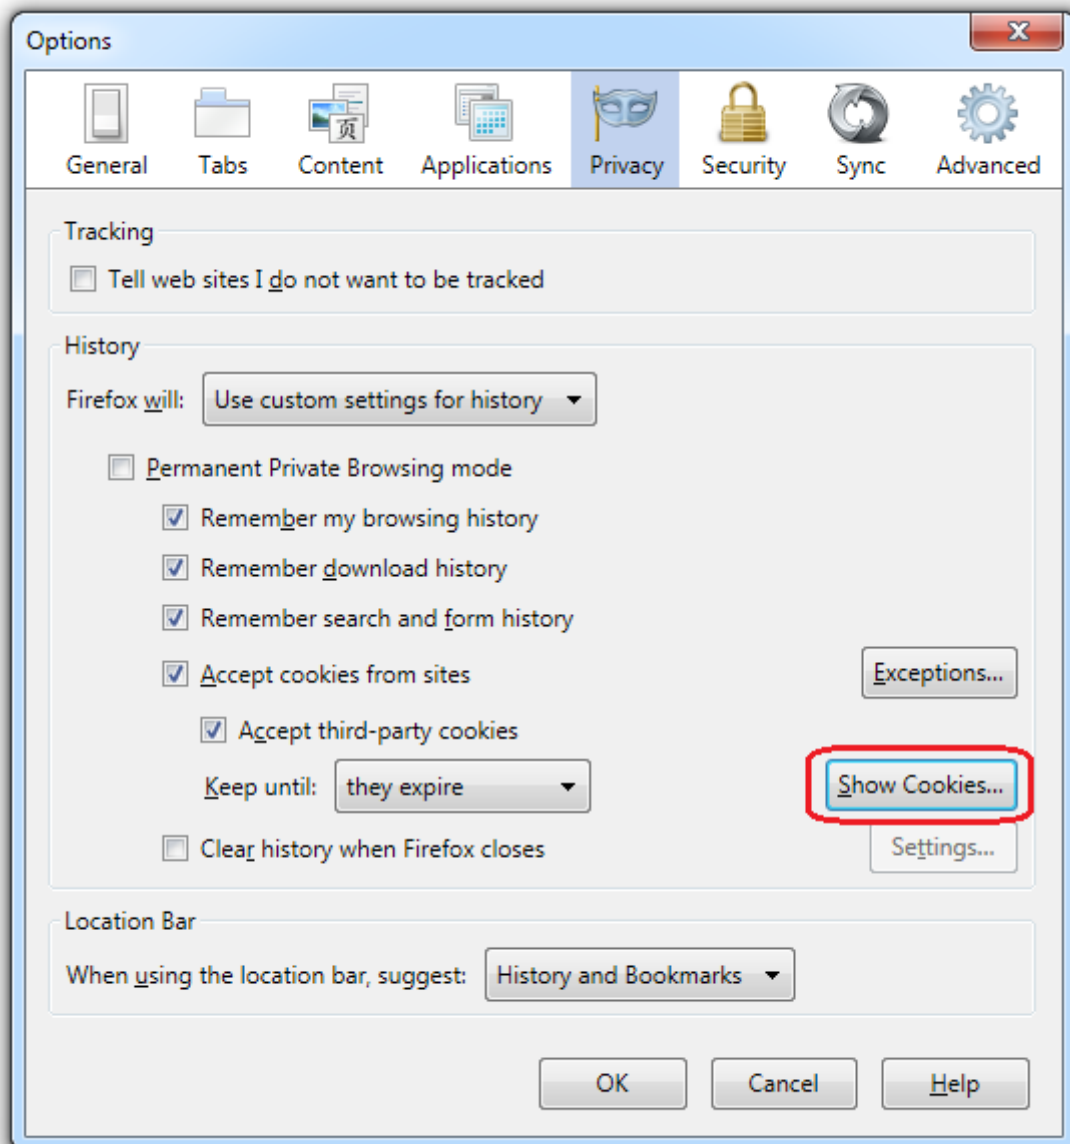 Options
页
General Tabs Content Applications Privacy Security Sync Advanced
Tracking
Tell web sites I do not want to be tracked
History
Firefox will: Use custom settings for history
Permanent Private Browsing mode
Remember my browsing history
Remember download history
Remember search and form history
Accept cookies from sites Exceptions...
Accept third-party cookies
Keep until: they expire Show Cookies...
Clear history when Firefox closes Settings...
Location Bar
When using the location bar, suggest: History and Bookmarks
OK Cancel Help